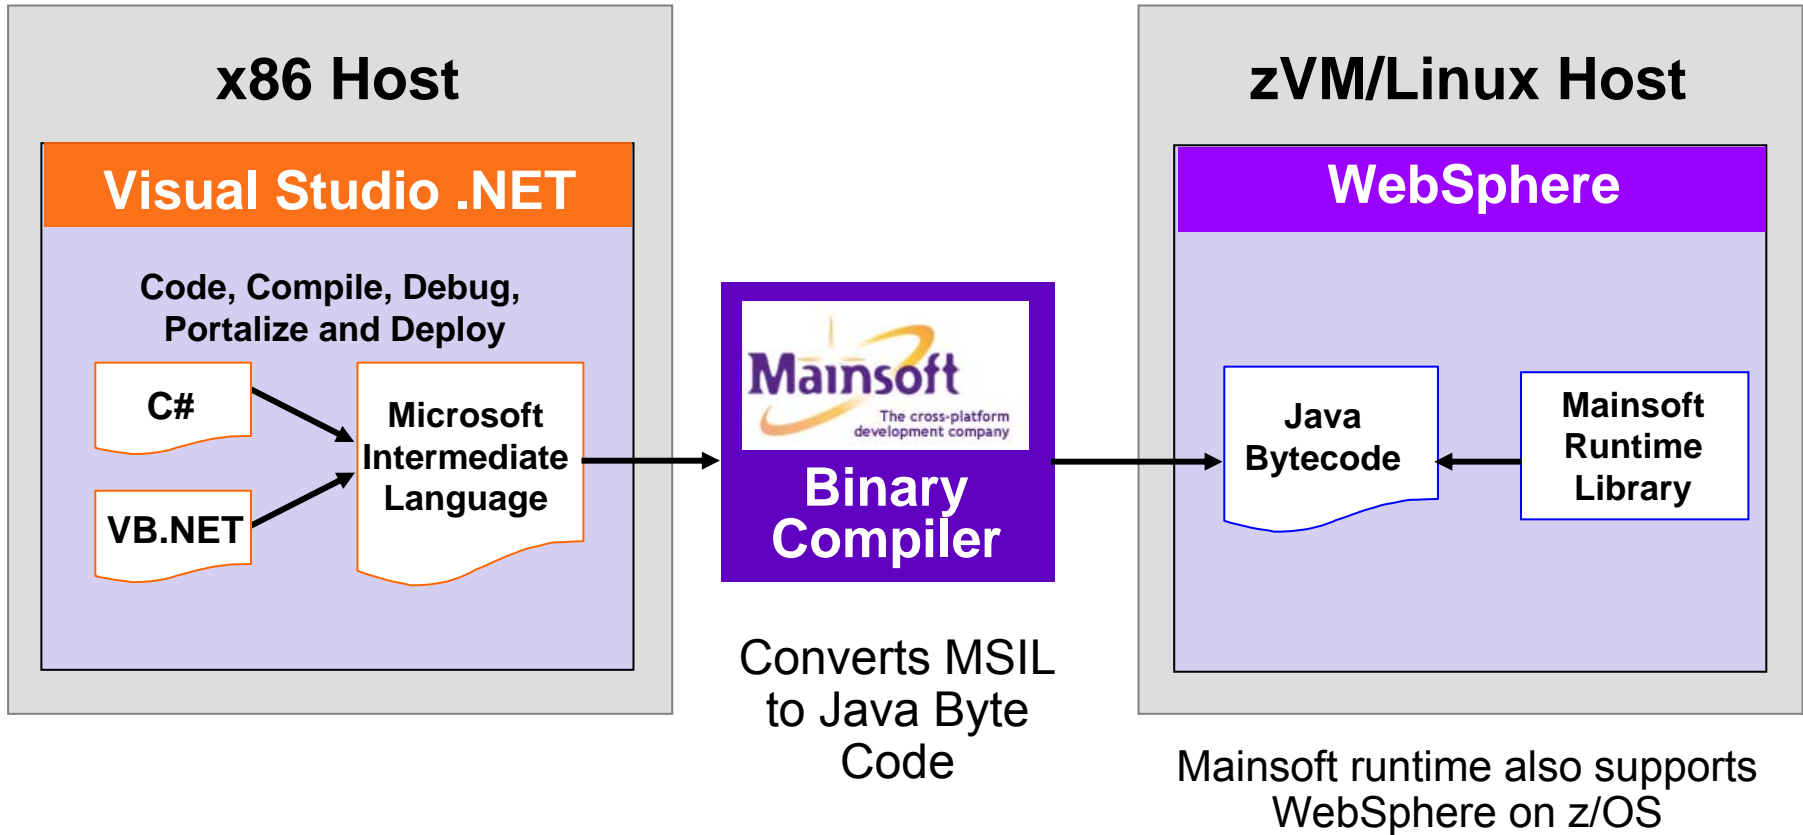 x86 Host
Visual Studio .NET
Code, Compile, Debug,
Portalize and Deploy
C#
VB.NET
Microsoft
Intermediate
Language
Mainsoft
The cross-platform
development company
Binary
Compiler
Converts MSIL
to Java Byte
Code
zVM/Linux Host
WebSphere
Java
Bytecode
Mainsoft
Runtime
Library
Mainsoft runtime also supports
WebSphere on z/OS